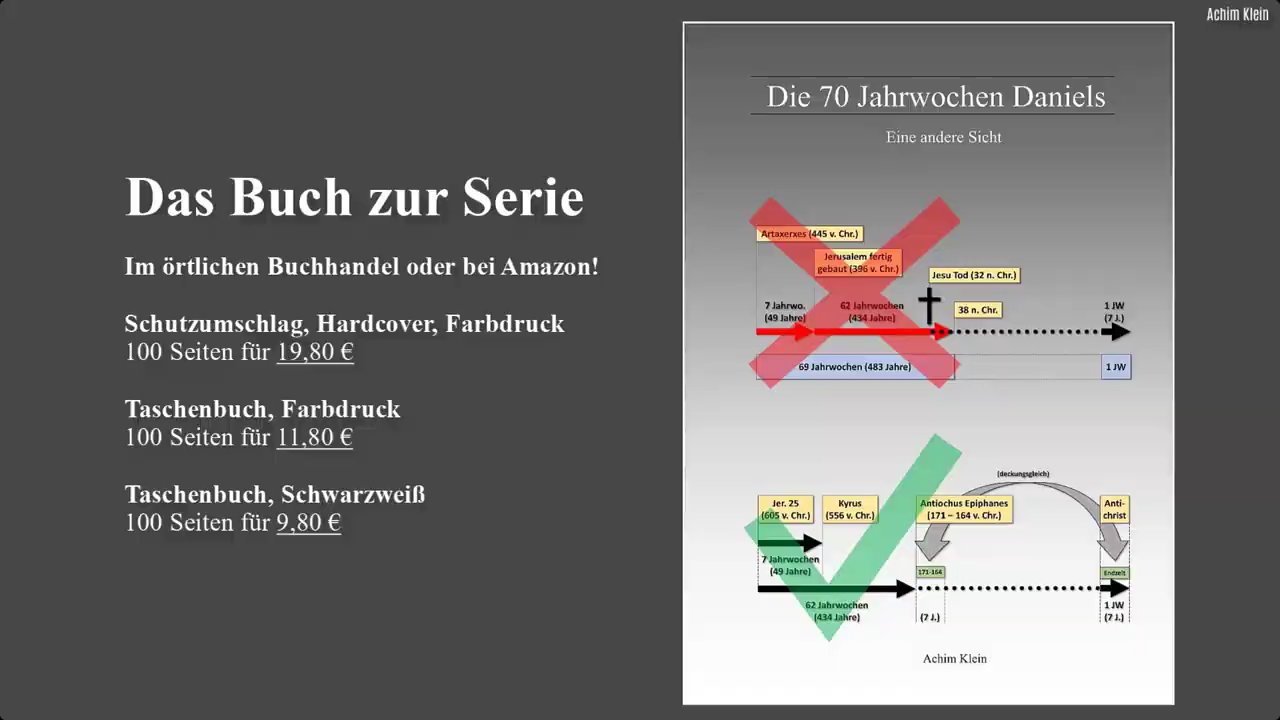 Achim Klein
Das Buch zur Serie
Im örtlichen Buchhandel oder bei Amazon!
Schutzumschlag, Hardcover, Farbdruck
100 Seiten für 19,80 €
Taschenbuch, Farbdruck
100 Seiten für 11,80 €
Taschenbuch, Schwarzweiß
100 Seiten für 9,80 €
Die 70 Jahrwochen Daniels
Eine andere Sicht
Artaxerxes (445 v. Chr.)
Jerusalem fertig
gebaut (396 v. Chr.)
Jesu Tod (32 n. Chr.)
7 Jahrwo.
(49 Jahre)
62 Jahrwochen
(434 Jahre)
38 n. Chr.
1 JW
(7 J.)
69 Jahrwochen (483 Jahre)
1 JW
(deckungsgleich)
Jer. 25
(605 v. Chr.)
Kyrus
(556 v. Chr.)
Antiochus Epiphanes
(171 – 164 v. Chr.)
Anti-
christ
7 Jahrwochen
(49 Jahre)
171-164
Endzeit
62 Jahrwochen
(434 Jahre)
(7 J.)
1 JW
(7 J.)
Achim Klein